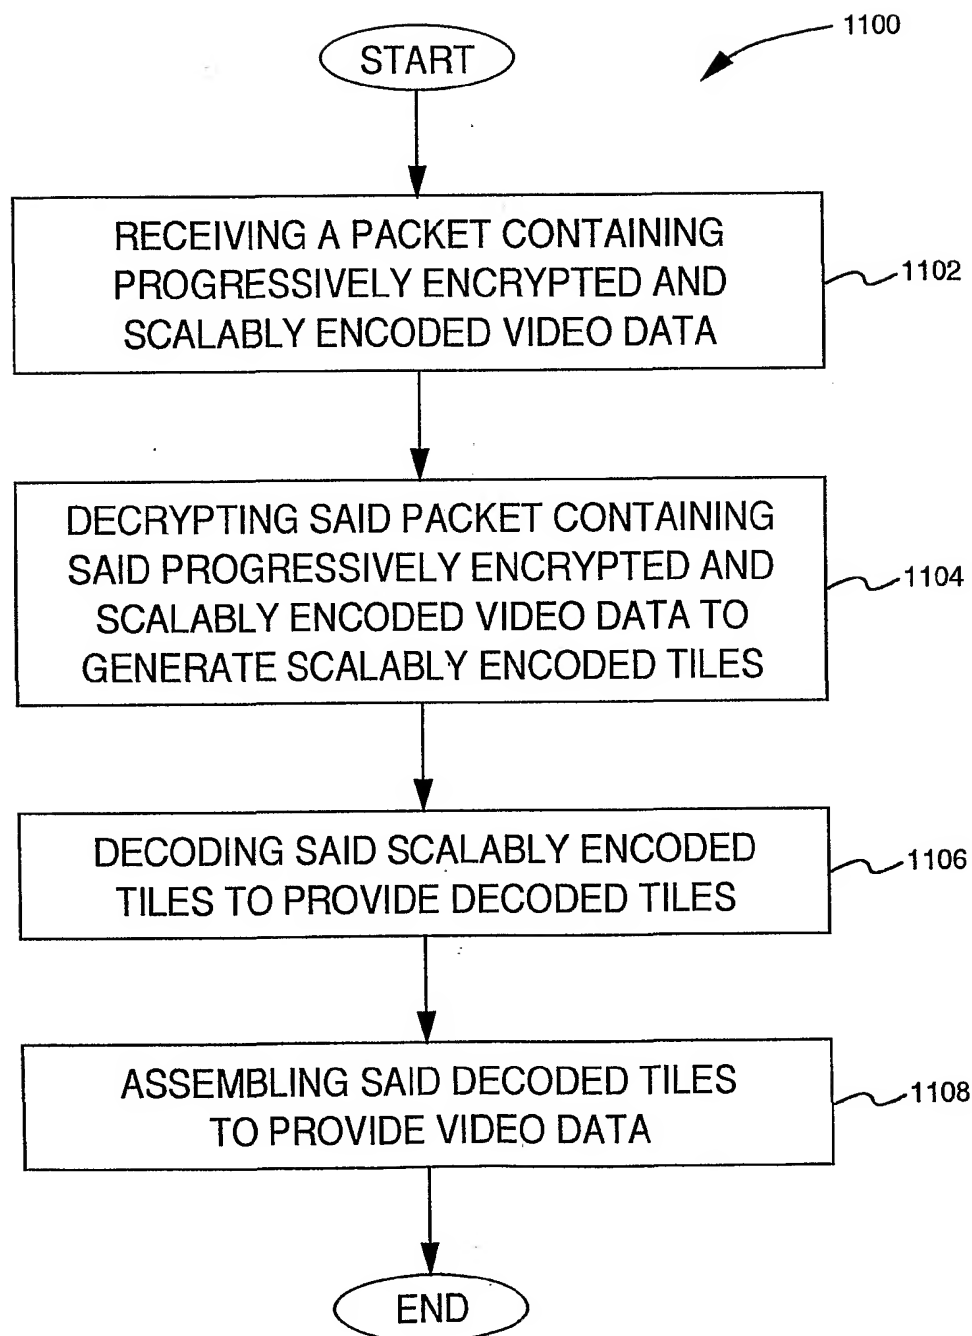 1100
START
RECEIVING A PACKET CONTAINING
PROGRESSIVELY ENCRYPTED AND
SCALABLY ENCODED VIDEO DATA
1102
DECRYPTING SAID PACKET CONTAINING
SAID PROGRESSIVELY ENCRYPTED AND
SCALABLY ENCODED VIDEO DATA TO
GENERATE SCALABLY ENCODED TILES
1104
DECODING SAID SCALABLY ENCODED
TILES TO PROVIDE DECODED TILES
1106
ASSEMBLING SAID DECODED TILES
TO PROVIDE VIDEO DATA
1108
END